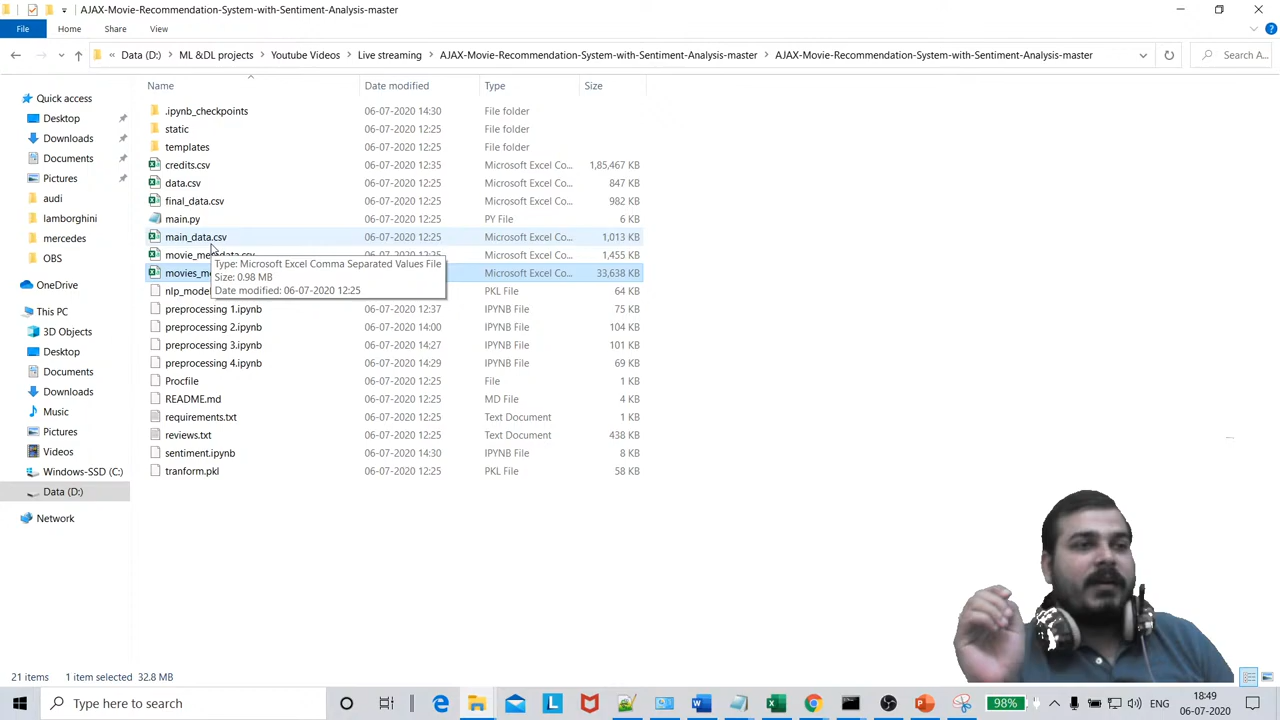 AJAX-Movie-Recommendation-System-with-Sentiment-Analysis-master
File Home Share View
« Data (D:) > ML &DL projects > Youtube Videos > Live streaming > AJAX-Movie-Recommendation-System-with-Sentiment-Analysis-master > AJAX-Movie-Recommendation-System-with-Sentiment-Analysis-master Search A...
Name Date modified Type Size
Quick access
Desktop
Downloads
Documents
Pictures
audi
lamborghini
mercedes
OBS
OneDrive
This PC
3D Objects
Desktop
Documents
Downloads
Music
Pictures
Videos
Windows-SSD (C:)
Data (D:)
Network
.ipynb_checkpoints 06-07-2020 14:30 File folder
static 06-07-2020 12:25 File folder
templates 06-07-2020 12:25 File folder
credits.csv 06-07-2020 12:35 Microsoft Excel Co... 1,85,467 KB
data.csv 06-07-2020 12:25 Microsoft Excel Co... 847 KB
final_data.csv 06-07-2020 12:25 Microsoft Excel Co... 982 KB
main.py 06-07-2020 12:25 PY File 6 KB
main_data.csv 06-07-2020 12:25 Microsoft Excel Co... 1,013 KB
movie_metadata.csv 06-07-2020 12:25 Microsoft Excel Co... 1,455 KB
Microsoft Excel Co... 33,638 KB
PKL File 64 KB
Type: Microsoft Excel Comma Separated Values File
Size: 0.98 MB
Date modified: 06-07-2020 12:25
preprocessing 1.ipynb 06-07-2020 12:37 IPYNB File 75 KB
preprocessing 2.ipynb 06-07-2020 14:00 IPYNB File 104 KB
preprocessing 3.ipynb 06-07-2020 14:27 IPYNB File 101 KB
preprocessing 4.ipynb 06-07-2020 14:29 IPYNB File 69 KB
Procfile 06-07-2020 12:25 File 1 KB
README.md 06-07-2020 12:25 MD File 4 KB
requirements.txt 06-07-2020 12:25 Text Document 1 KB
reviews.txt 06-07-2020 12:25 Text Document 438 KB
sentiment.ipynb 06-07-2020 14:30 IPYNB File 8 KB
tranform.pkl 06-07-2020 12:25 PKL File 58 KB
21 items 1 item selected 32.8 MB
Type here to search 98% 18:49
06-07-2020